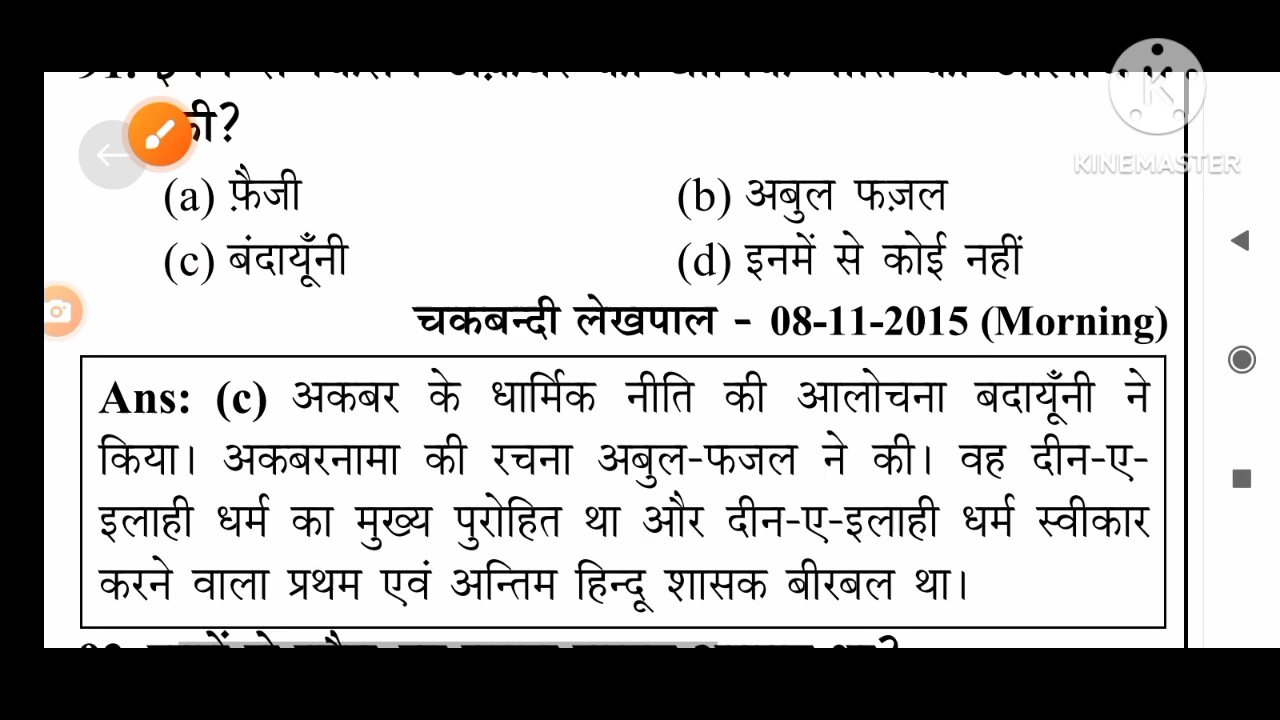 की?
KINEMASTER
(a) फ़ैजी (b) अबुल फज़ल
(c) बंदायूँनी (d) इनमें से कोई नहीं
चकबन्दी लेखपाल - 08-11-2015 (Morning)
Ans: (c) अकबर के धार्मिक नीति की आलोचना बदायूँनी ने
किया। अकबरनामा की रचना अबुल-फजल ने की। वह दीन-ए-
इलाही धर्म का मुख्य पुरोहित था और दीन-ए-इलाही धर्म स्वीकार
करने वाला प्रथम एवं अन्तिम हिन्दू शासक बीरबल था।